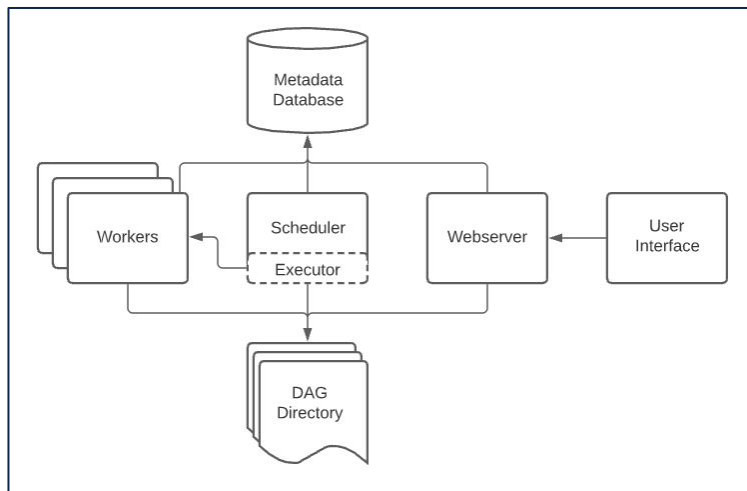 Metadata
Database
Workers
Scheduler
Executor
Webserver
User
Interface
DAG
Directory